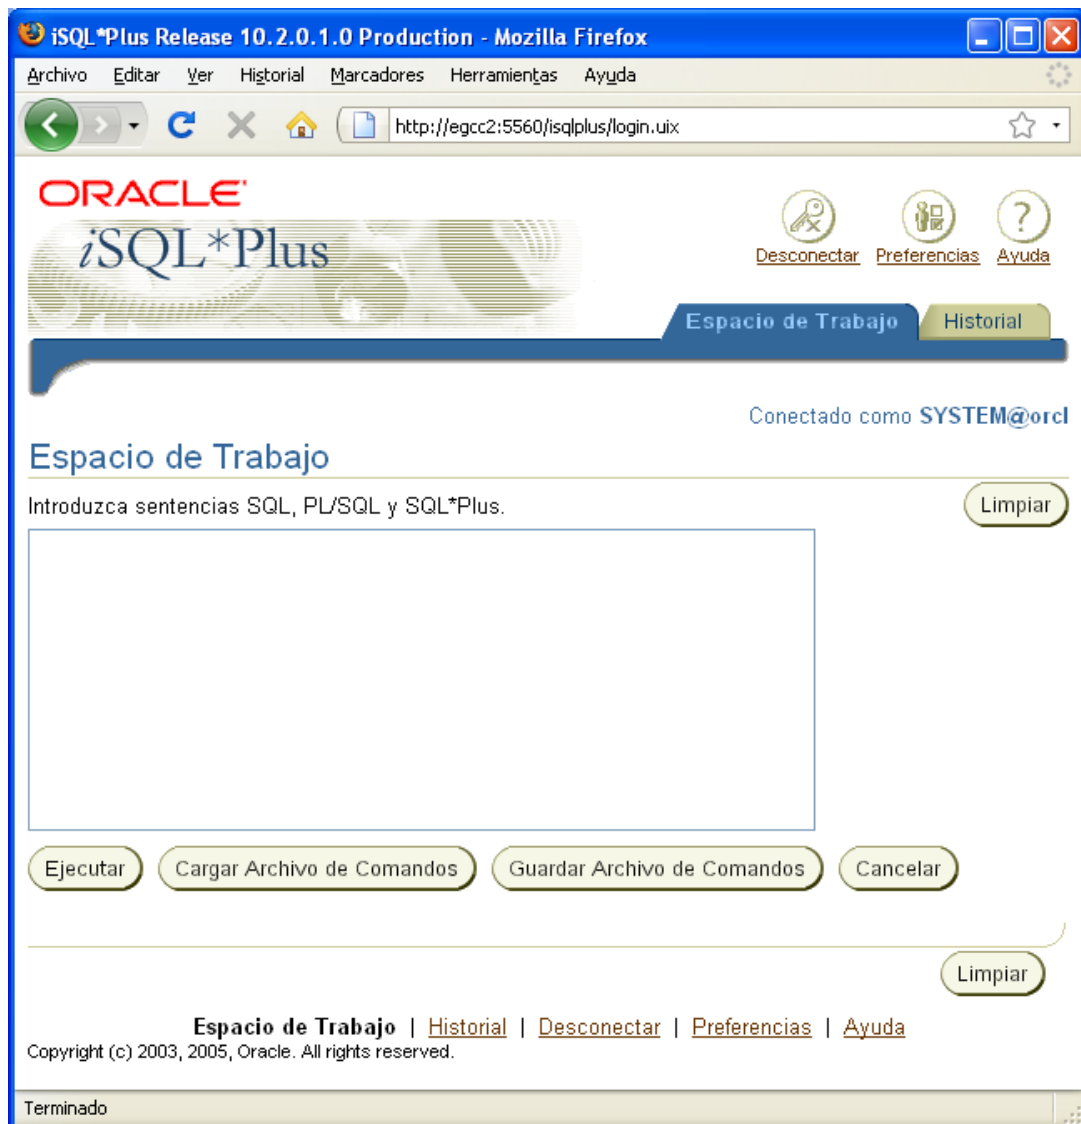 iSQL*Plus Release 10.2.0.1.0 Production - Mozilla Firefox
Archivo Editar Ver Historial Marcadores Herramientas Ayuda
http://egcc2:5560/isqlplus/login.uix
ORACLE
iSQL*Plus
Desconectar Preferencias Ayuda
Espacio de Trabajo Historial
Conectado como SYSTEM@orcl
Espacio de Trabajo
Introduzca sentencias SQL, PL/SQL y SQL*Plus.
Limpiar
Ejecutar Cargar Archivo de Comandos Guardar Archivo de Comandos Cancelar
Limpiar
Espacio de Trabajo | Historial | Desconectar | Preferencias | Ayuda
Copyright (c) 2003, 2005, Oracle. All rights reserved.
Terminado